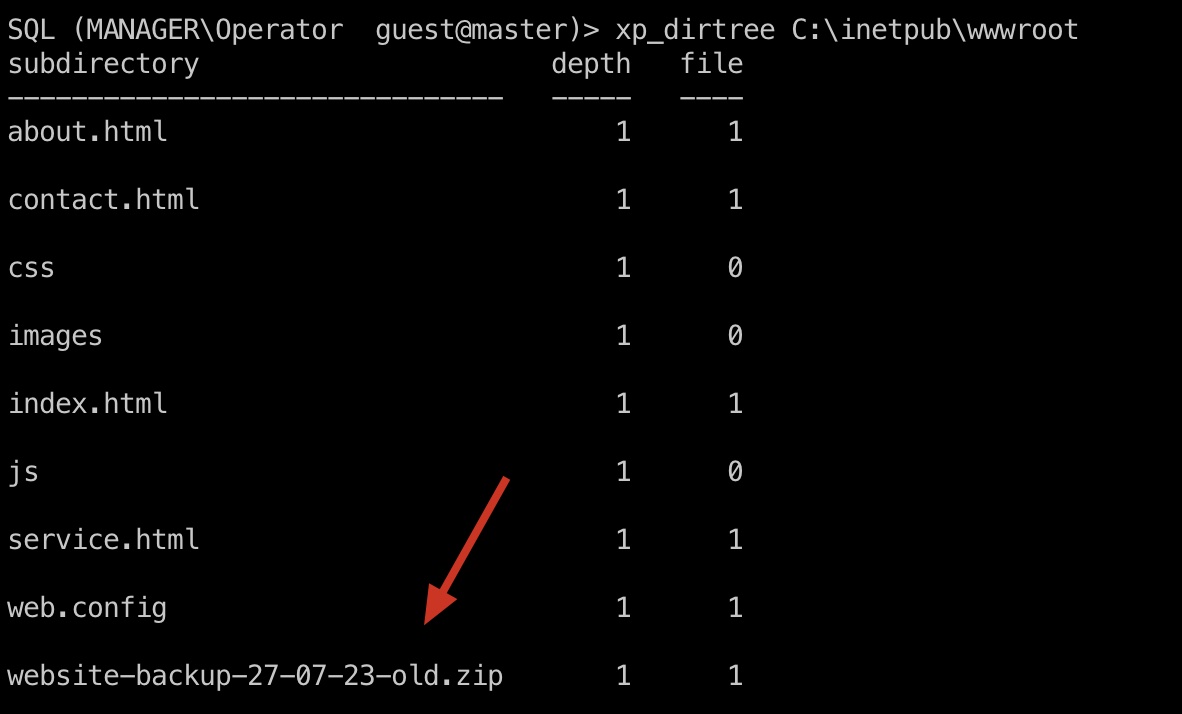 SQL (MANAGER\Operator  guest@master)> xp_dirtree C:\inetpub\wwwroot
subdirectory                      depth   file
-------------------------------   -----   ----
about.html                            1      1
contact.html                          1      1
css                                   1      0
images                                1      0
index.html                            1      1
js                                    1      0
service.html                          1      1
web.config                            1      1
website-backup-27-07-23-old.zip       1      1